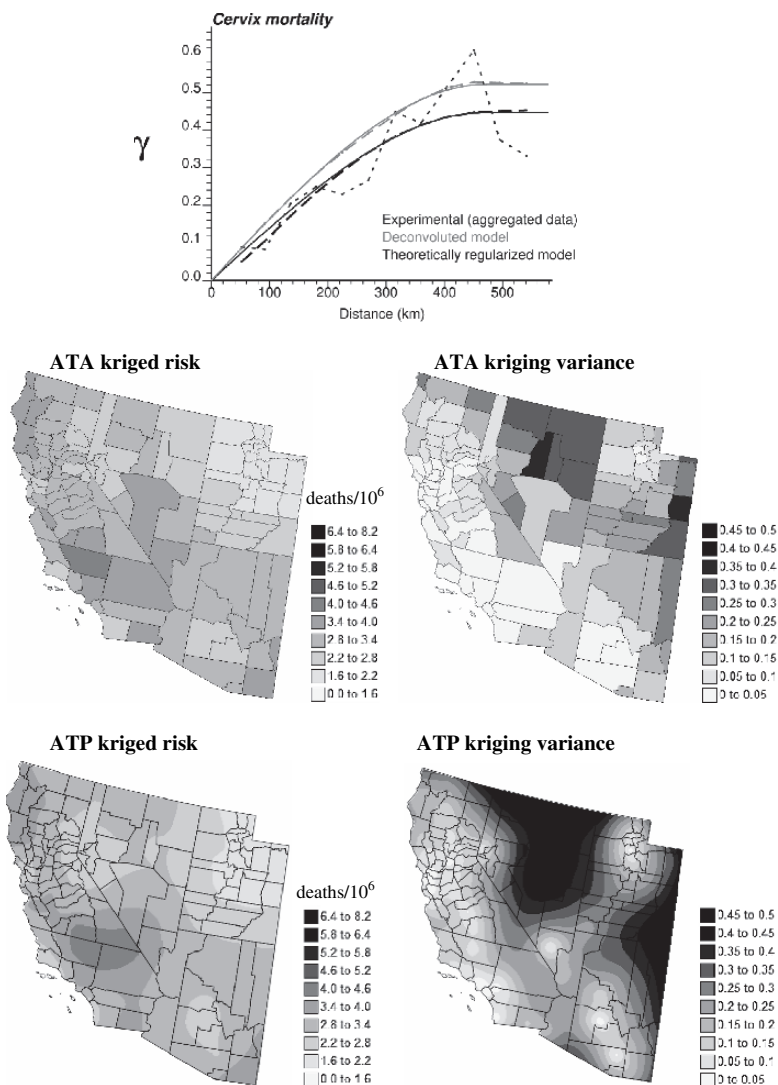 Cervix mortality
0.6
0.5
0.4
0.3
0.2
0.1
0.0
γ
0 100 200 300 400 500
Distance (km)
Experimental (aggregated data)
Deconvoluted model
Theoretically regularized model
ATA kriged risk
deaths/10⁶
6.4 to 8.2
5.8 to 6.4
5.2 to 5.8
4.6 to 5.2
4.0 to 4.6
3.4 to 4.0
2.8 to 3.4
2.2 to 2.8
1.6 to 2.2
0.0 to 1.6
ATA kriging variance
0.45 to 0.5
0.4 to 0.45
0.35 to 0.4
0.3 to 0.35
0.25 to 0.3
0.2 to 0.25
0.15 to 0.2
0.1 to 0.15
0.05 to 0.1
0 to 0.05
ATP kriged risk
deaths/10⁶
6.4 to 8.2
5.8 to 6.4
5.2 to 5.8
4.6 to 5.2
4.0 to 4.6
3.4 to 4.0
2.8 to 3.4
2.2 to 2.8
1.6 to 2.2
0.0 to 1.6
ATP kriging variance
0.45 to 0.5
0.4 to 0.45
0.35 to 0.4
0.3 to 0.35
0.25 to 0.3
0.2 to 0.25
0.15 to 0.2
0.1 to 0.15
0.05 to 0.1
0 to 0.05